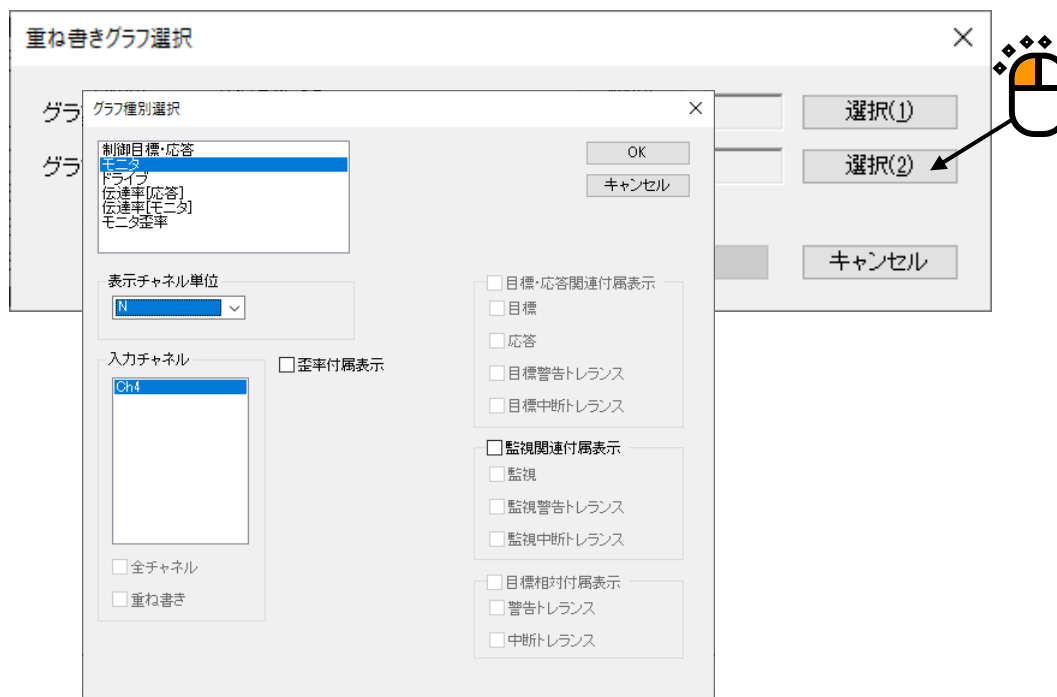 重ね書きグラフ選択
グラ
選択(1)
グラ
選択(2)
キャンセル
グラフ種別選択
制御目標・応答
モニタ
ドライブ
伝達率[応答]
伝達率[モニタ]
モニタ歪率
OK
キャンセル
表示チャネル単位
N
入力チャネル
Ch4
全チャネル
重ね書き
歪率付属表示
目標・応答関連付属表示
目標
応答
目標警告トレランス
目標中断トレランス
監視関連付属表示
監視
監視警告トレランス
監視中断トレランス
目標相対付属表示
警告トレランス
中断トレランス